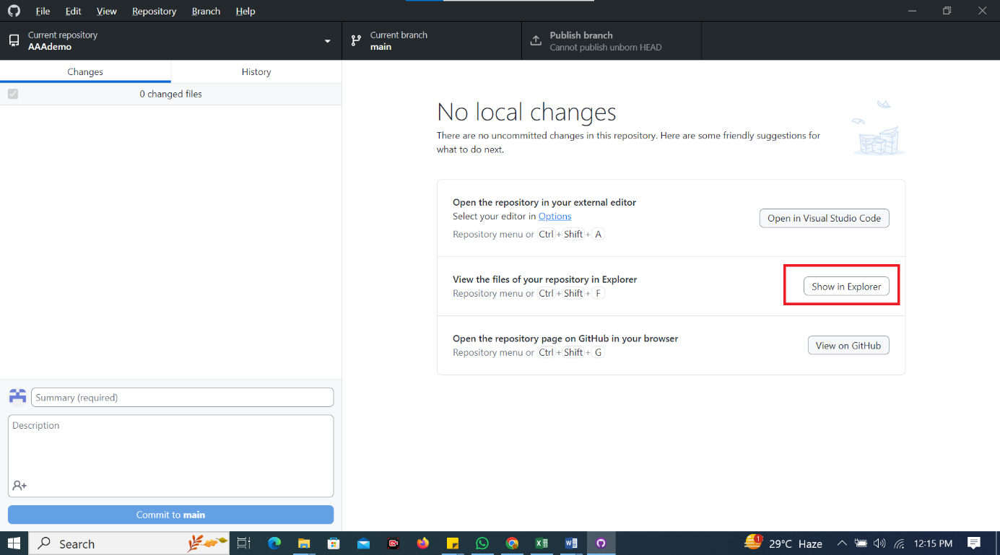 File Edit View Repository Branch Help
Current repository
AAAdemo
Current branch
main
Publish branch
Cannot publish unborn HEAD
Changes
History
0 changed files
No local changes
There are no uncommitted changes in this repository. Here are some friendly suggestions for
what to do next.
Open the repository in your external editor
Select your editor in Options
Repository menu or Ctrl + Shift + A
Open in Visual Studio Code
View the files of your repository in Explorer
Repository menu or Ctrl + Shift + F
Show in Explorer
Open the repository page on GitHub in your browser
Repository menu or Ctrl + Shift + G
View on GitHub
Summary (required)
Description
Commit to main
Search
1
29°C Haze
12:15 PM